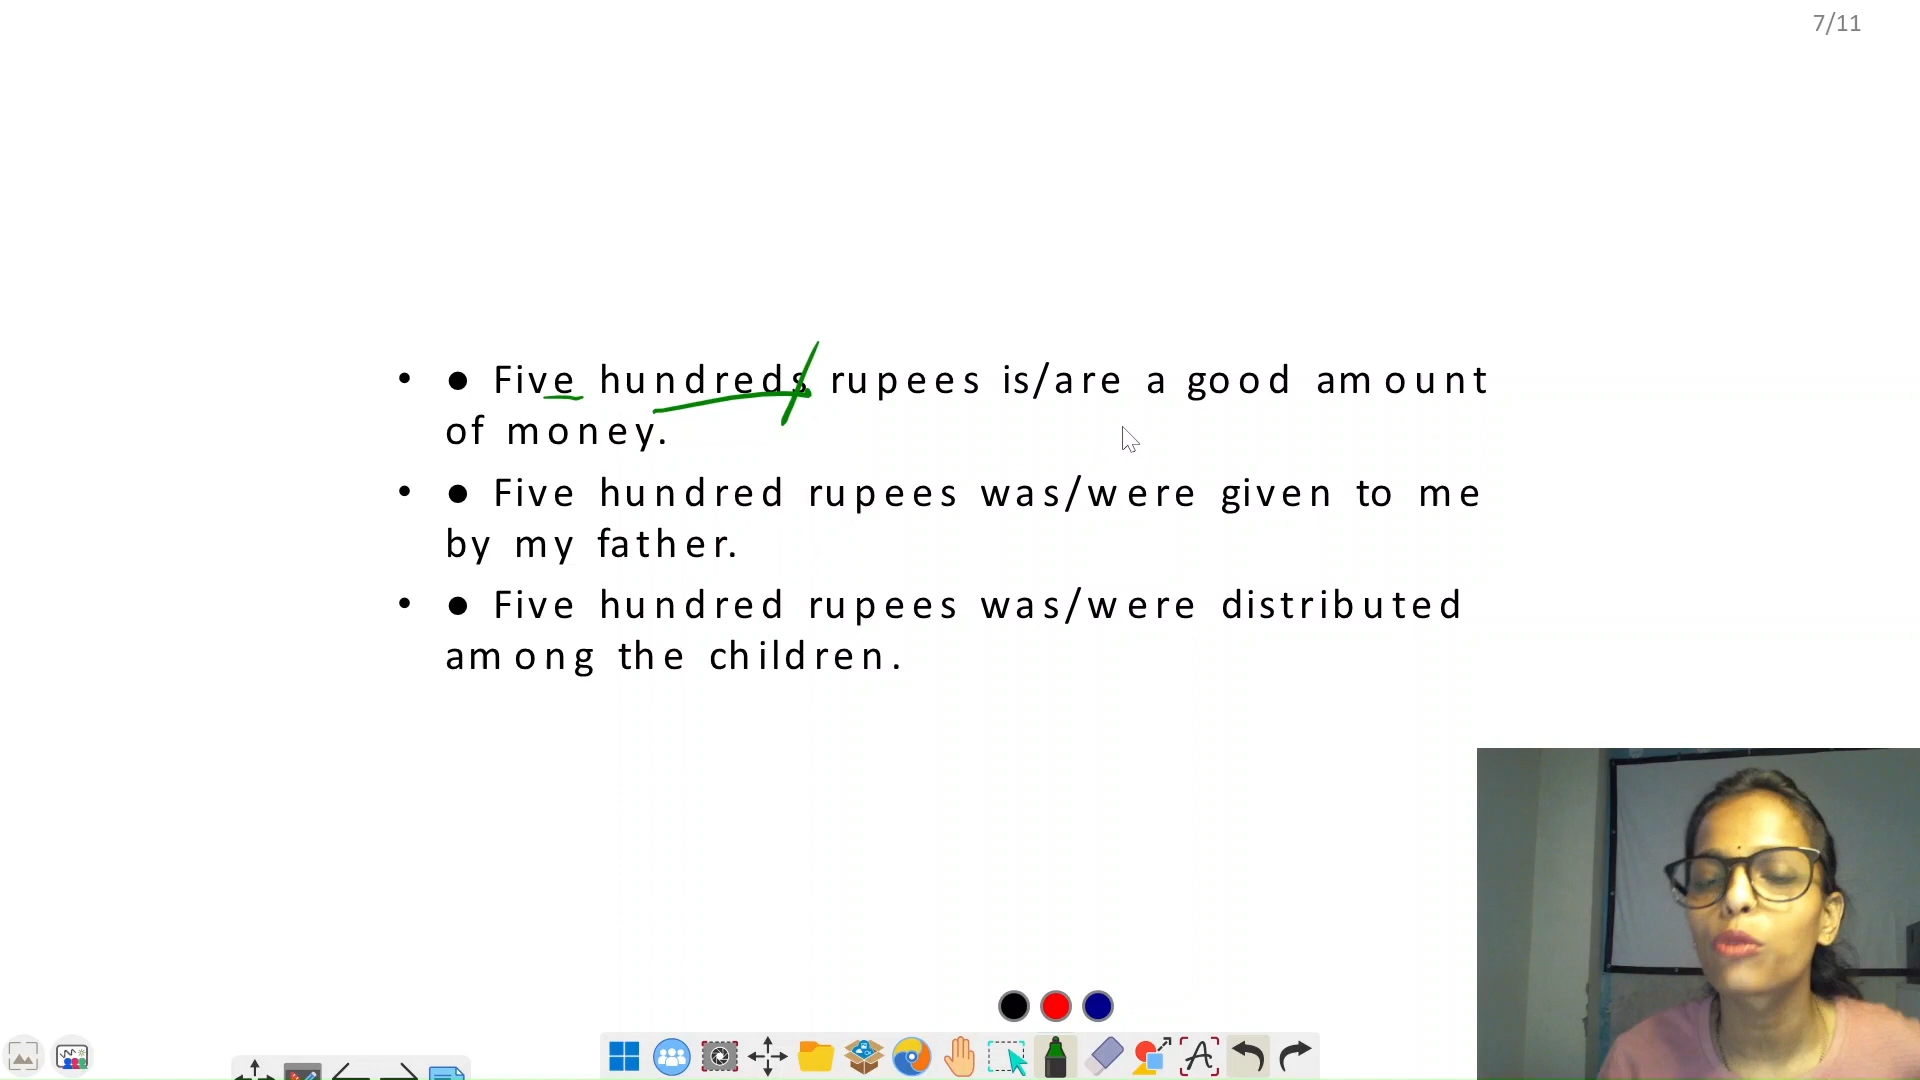 7/11
• ● Five hundreds rupees is/are a good amount
of money.
• ● Five hundred rupees was/were given to me
by my father.
• ● Five hundred rupees was/were distributed
among the children.